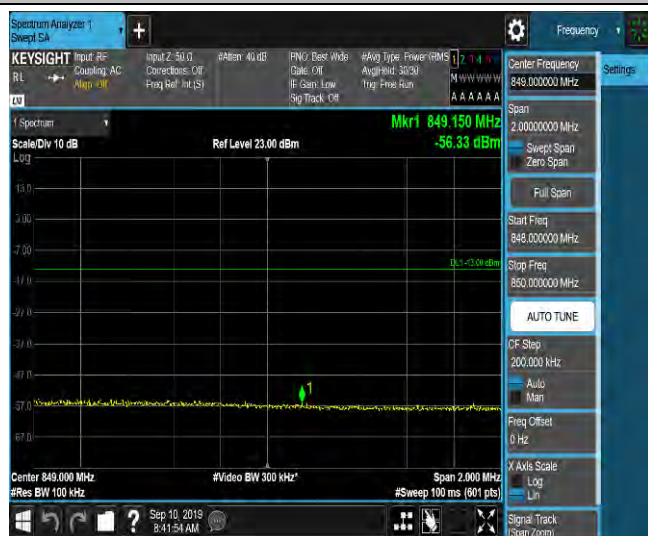 Spectrum Analyzer 1
Swept SA
Frequency
KEYSIGHT
Input: RF
Coupling: AC
Align: Off
Input Z: 50 Ω
Corrections: Off
Freq Ref: Int (S)
#Atten: 40 dB
PNO: Best Wide
Gate: Off
IF Gain: Low
Sig Track: Off
#Avg Type: Power (RMS
Avg|Hold: 30/30
Trig: Free Run
1 2 3 4 5 6
M W W W W W
A A A A A A
RL
LXI
1 Spectrum
Mkr1 849.150 MHz
-56.33 dBm
Scale/Div 10 dB
Ref Level 23.00 dBm
Log
13.0
3.00
-7.00
DL1 -13.00 dBm
-17.0
-27.0
-37.0
-47.0
1
-57.0
-67.0
Center 849.000 MHz
#Video BW 300 kHz*
Span 2.000 MHz
#Res BW 100 kHz
#Sweep 100 ms (601 pts)
Sep 10, 2019
8:41:54 AM
Center Frequency
849.000000 MHz
Settings
Span
2.00000000 MHz
Swept Span
Zero Span
Full Span
Start Freq
848.000000 MHz
Stop Freq
850.000000 MHz
AUTO TUNE
CF Step
200.000 kHz
Auto
Man
Freq Offset
0 Hz
X Axis Scale
Log
Lin
Signal Track
(Span Zoom)